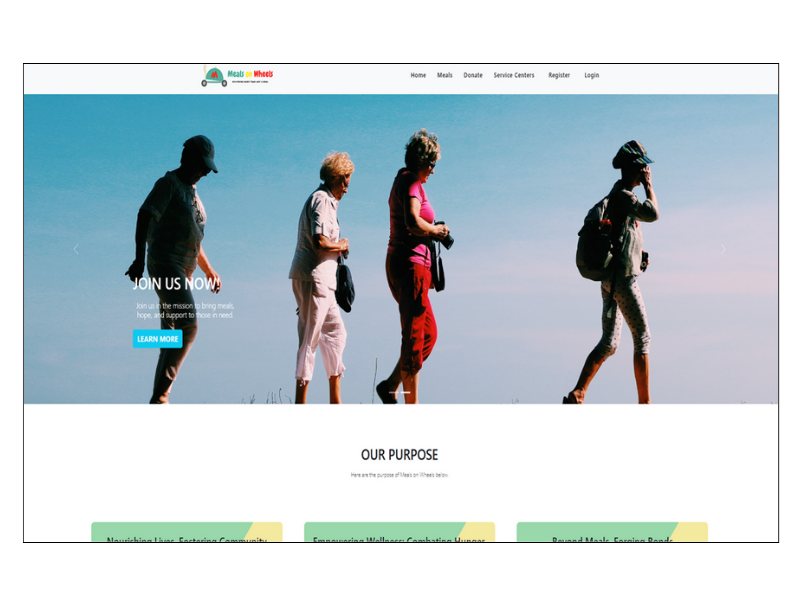 Meals on Wheels
Home Meals Donate Service Centers Register Login
JOIN US NOW!
Join us in the mission to bring meals,
hope, and support to those in need.
LEARN MORE
OUR PURPOSE
Here are the purpose of Meals on Wheels below.
Nourishing Lives, Fostering Community
Empowering Wellness: Combating Hunger
Beyond Meals, Forging Bonds